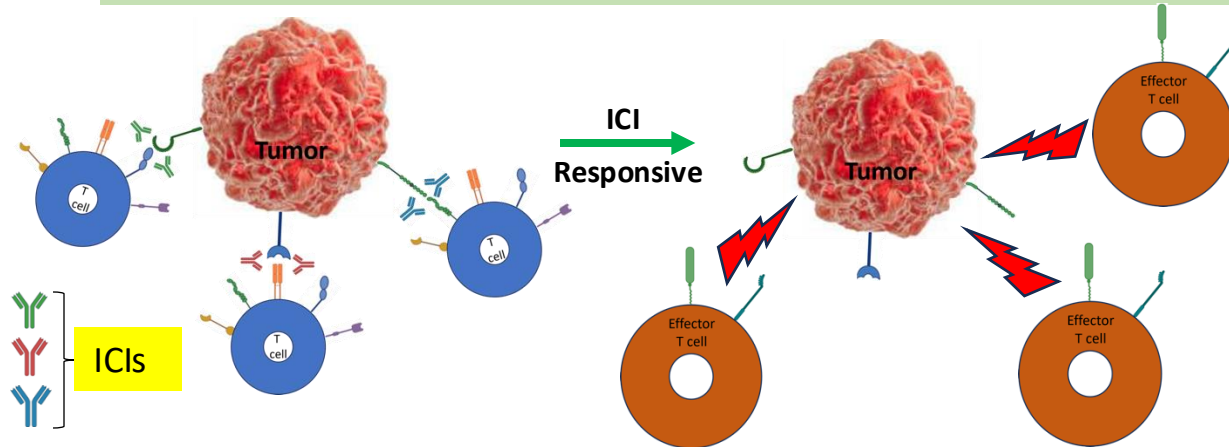 Tumor
T
cell
T
cell
T
cell
ICIs
ICI
Responsive
Tumor
Effector
T cell
Effector
T cell
Effector
T cell